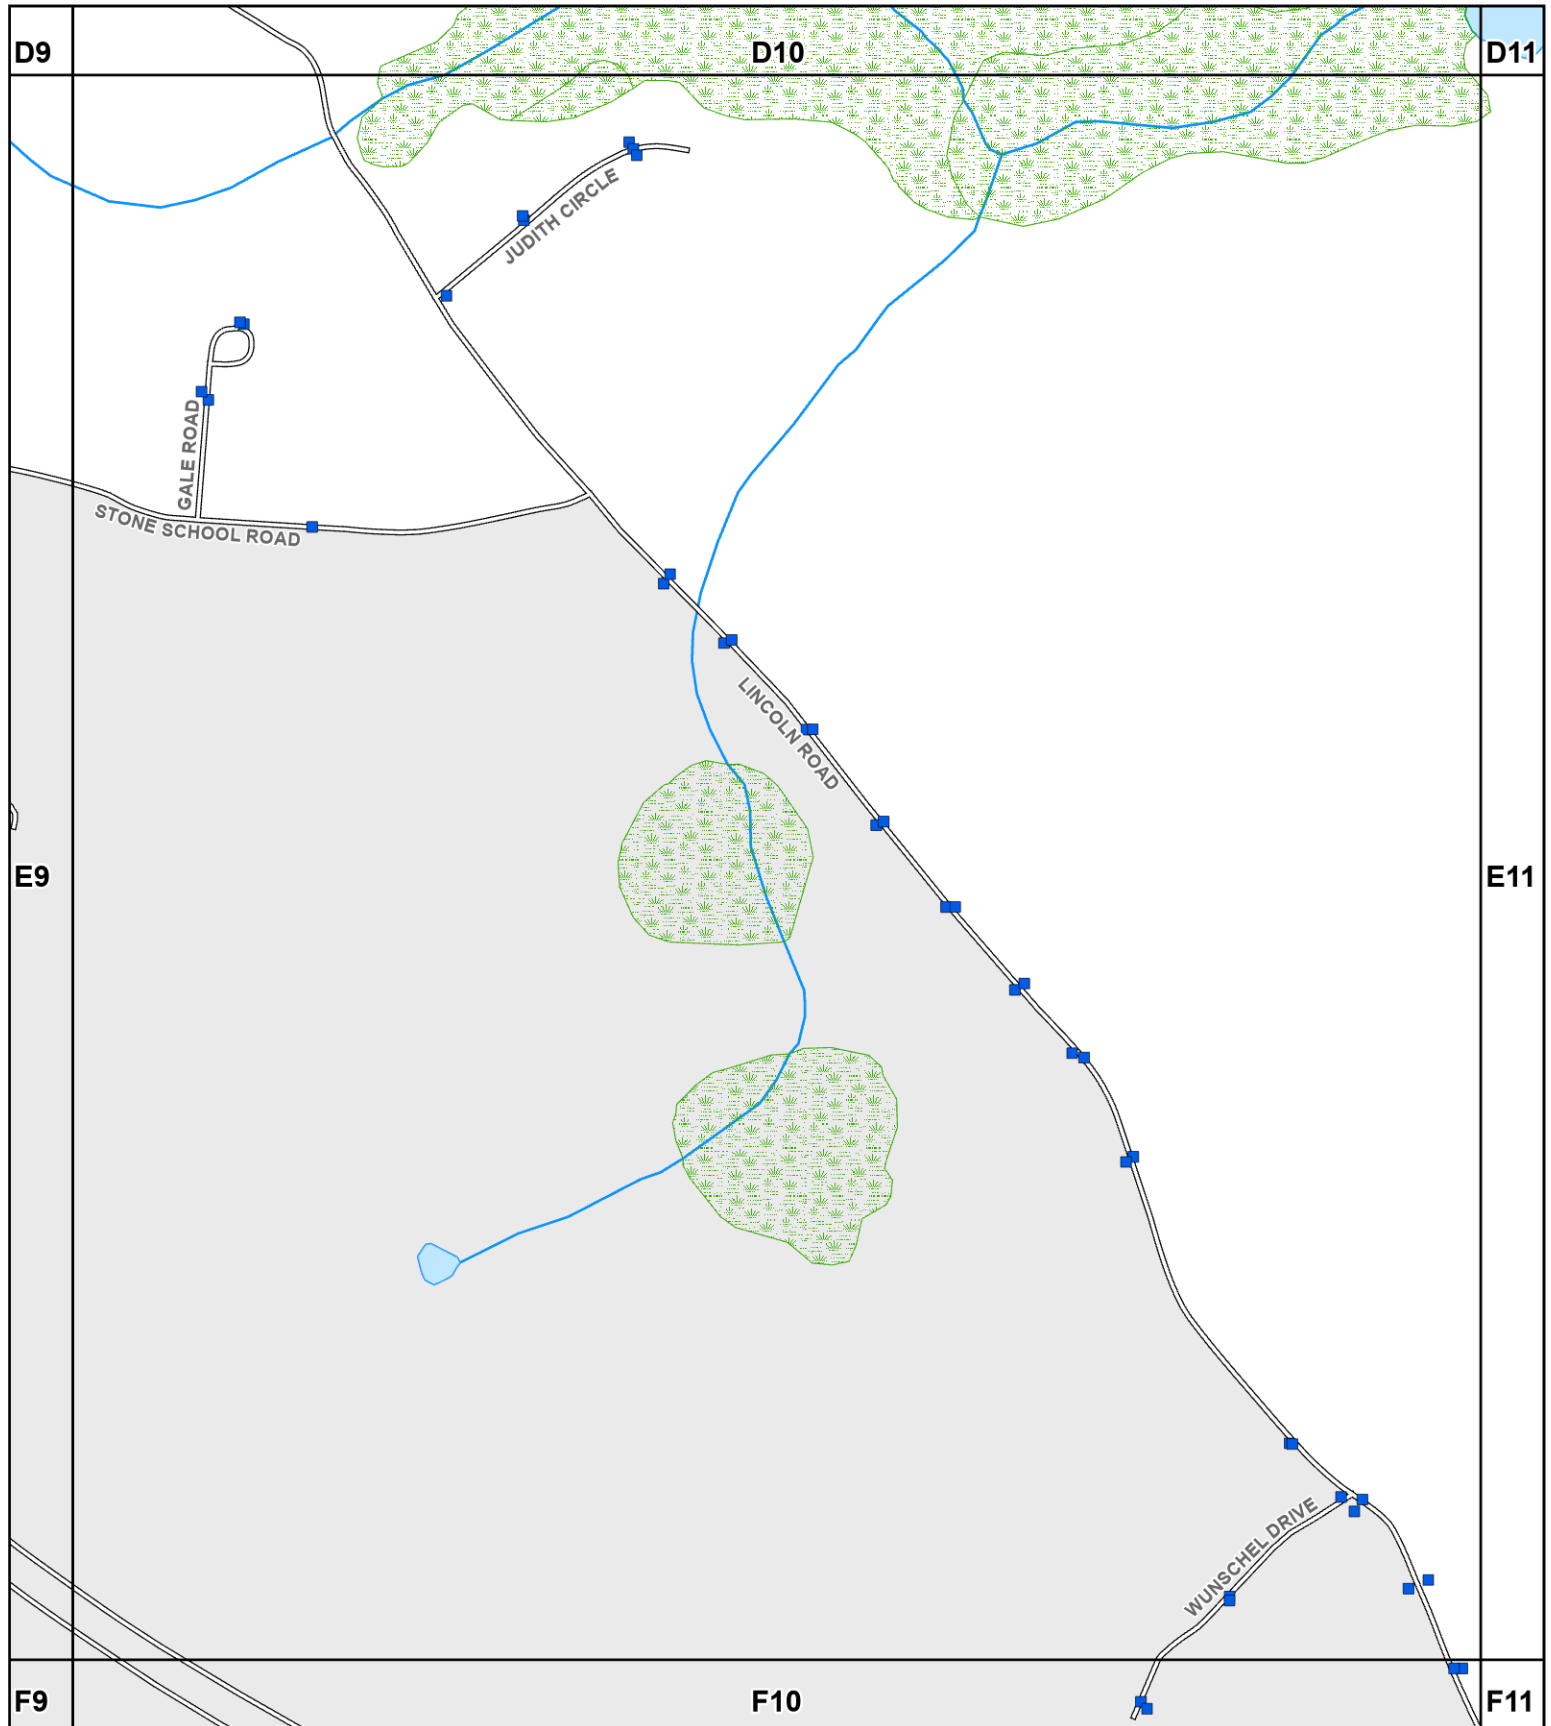 D9
D10
D11
JUDITH CIRCLE
GALE ROAD
STONE SCHOOL ROAD
LINCOLN ROAD
E9
E11
WUNSCHEL DRIVE
F9
F10
F11